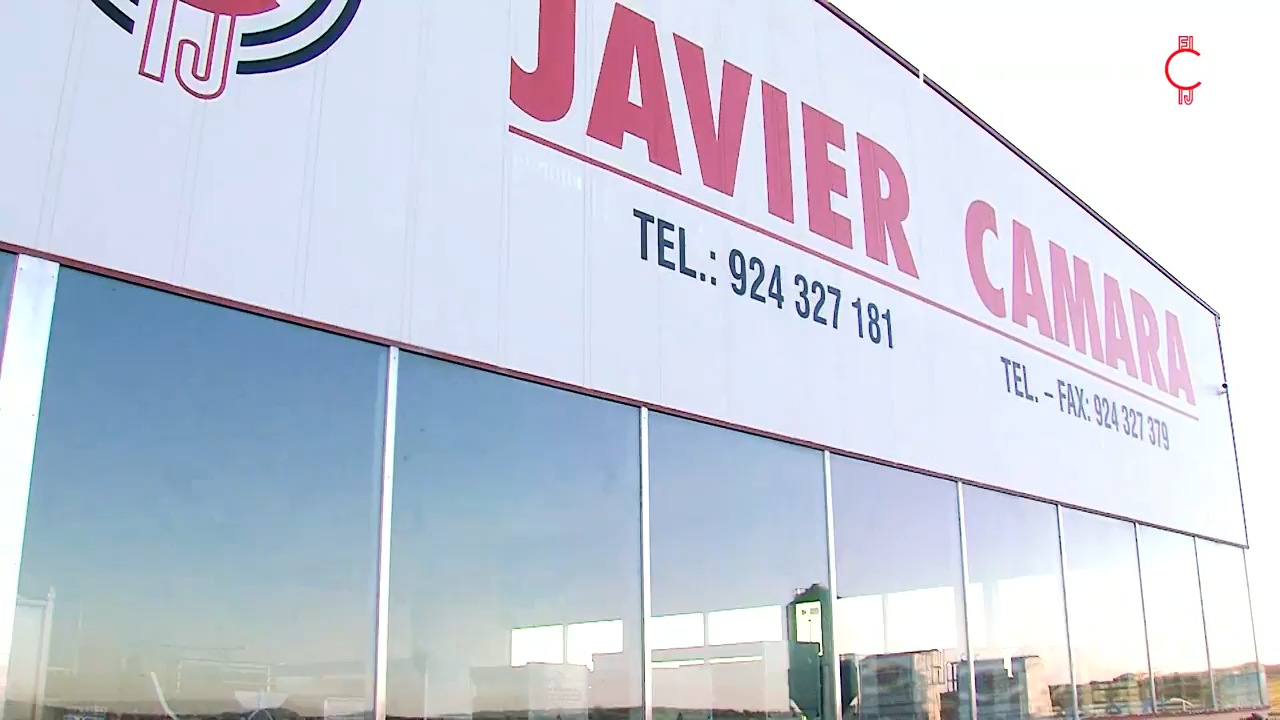 JAVIER CAMARA
TEL.: 924 327 181
TEL. – FAX: 924 327 379